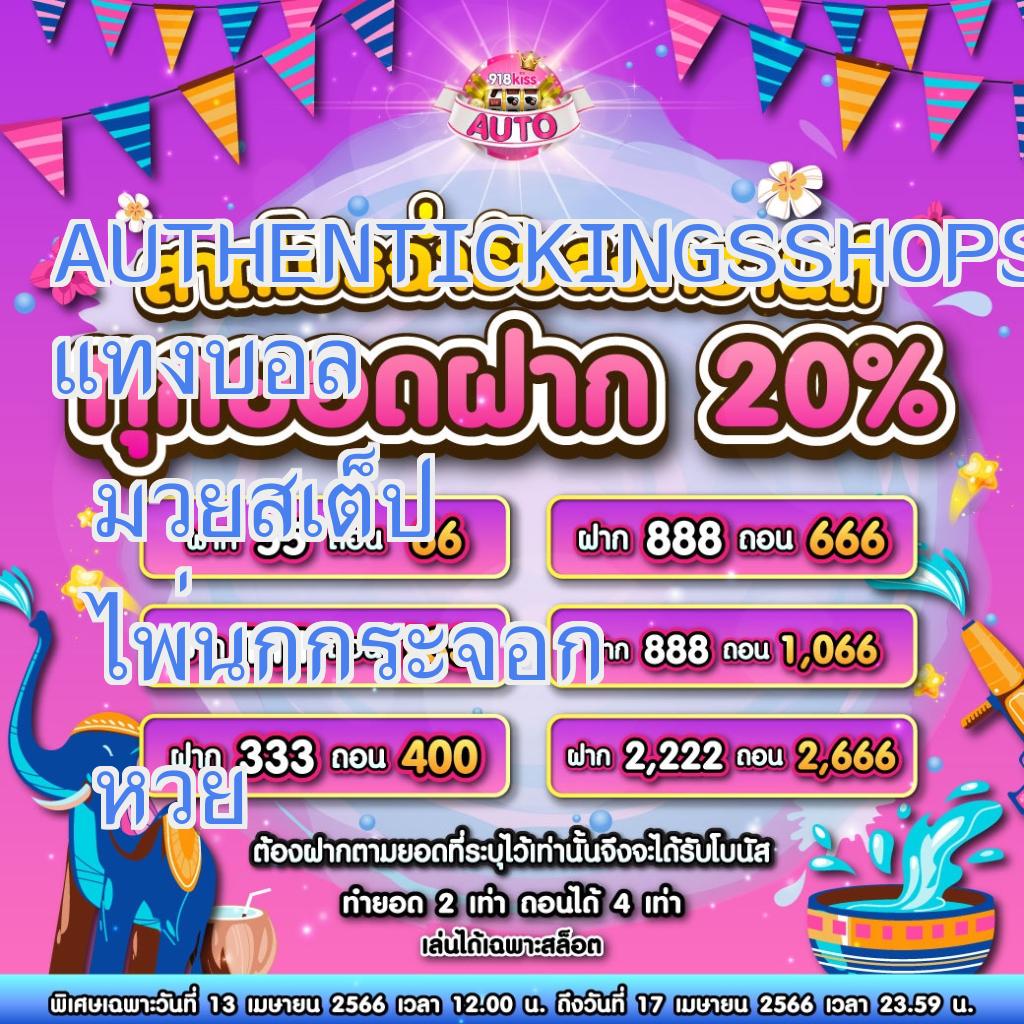 918kiss
AUTO
AUTHENTICKINGSSHOPS
แทงบอล
ทุกยอดฝาก 20%
มวยสเต็ป
ฝาก 888 ถอน 666
ไพ่นกกระจอก
888 ถอน 1,066
หวย
ฝาก 333 ถอน 400
ฝาก 2,222 ถอน 2,666
ต้องฝากตามยอดที่ระบุไว้เท่านั้นจึงจะได้รับโบนัส
ทำยอด 2 เท่า ถอนได้ 4 เท่า
เล่นได้เฉพาะสล็อต
พิเศษเฉพาะวันที่ 13 เมษายน 2566 เวลา 12.00 น. ถึงวันที่ 17 เมษายน 2566 เวลา 23.59 น.